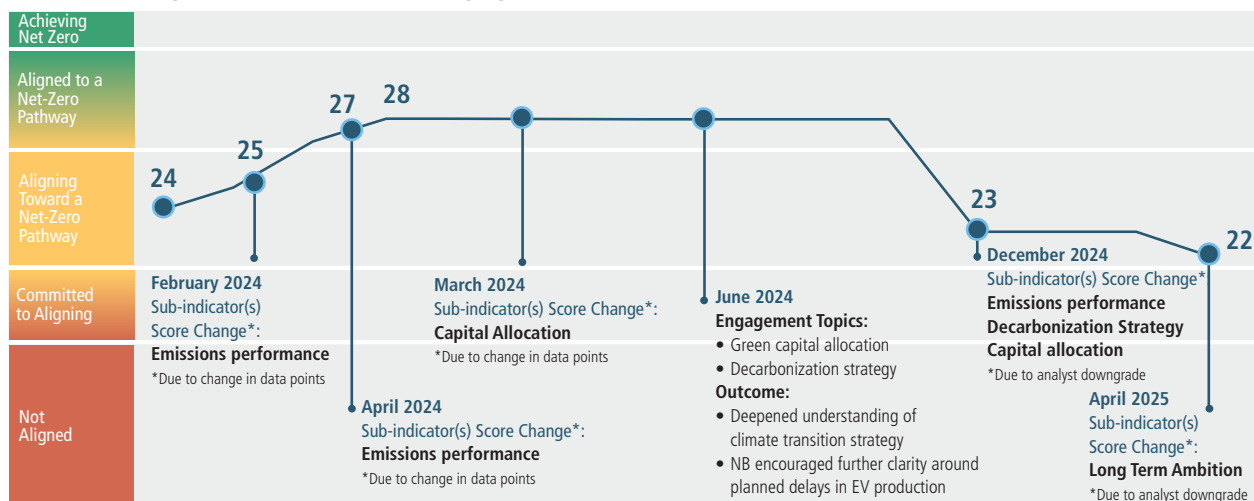 Achieving
Net Zero
Aligned to a
Net-Zero
Pathway
Aligning
Toward a
Net-Zero
Pathway
Committed
to Aligning
Not
Aligned
24
25
27
28
23
22
February 2024
Sub-indicator(s)
Score Change*:
Emissions performance
*Due to change in data points
April 2024
Sub-indicator(s) Score Change*:
Emissions performance
*Due to change in data points
March 2024
Sub-indicator(s) Score Change*:
Capital Allocation
*Due to change in data points
June 2024
Engagement Topics:
• Green capital allocation
• Decarbonization strategy
Outcome:
• Deepened understanding of
climate transition strategy
• NB encouraged further clarity around
planned delays in EV production
December 2024
Sub-indicator(s) Score Change*:
Emissions performance
Decarbonization Strategy
Capital allocation
*Due to analyst downgrade
April 2025
Sub-indicator(s)
Score Change*:
Long Term Ambition
*Due to analyst downgrade